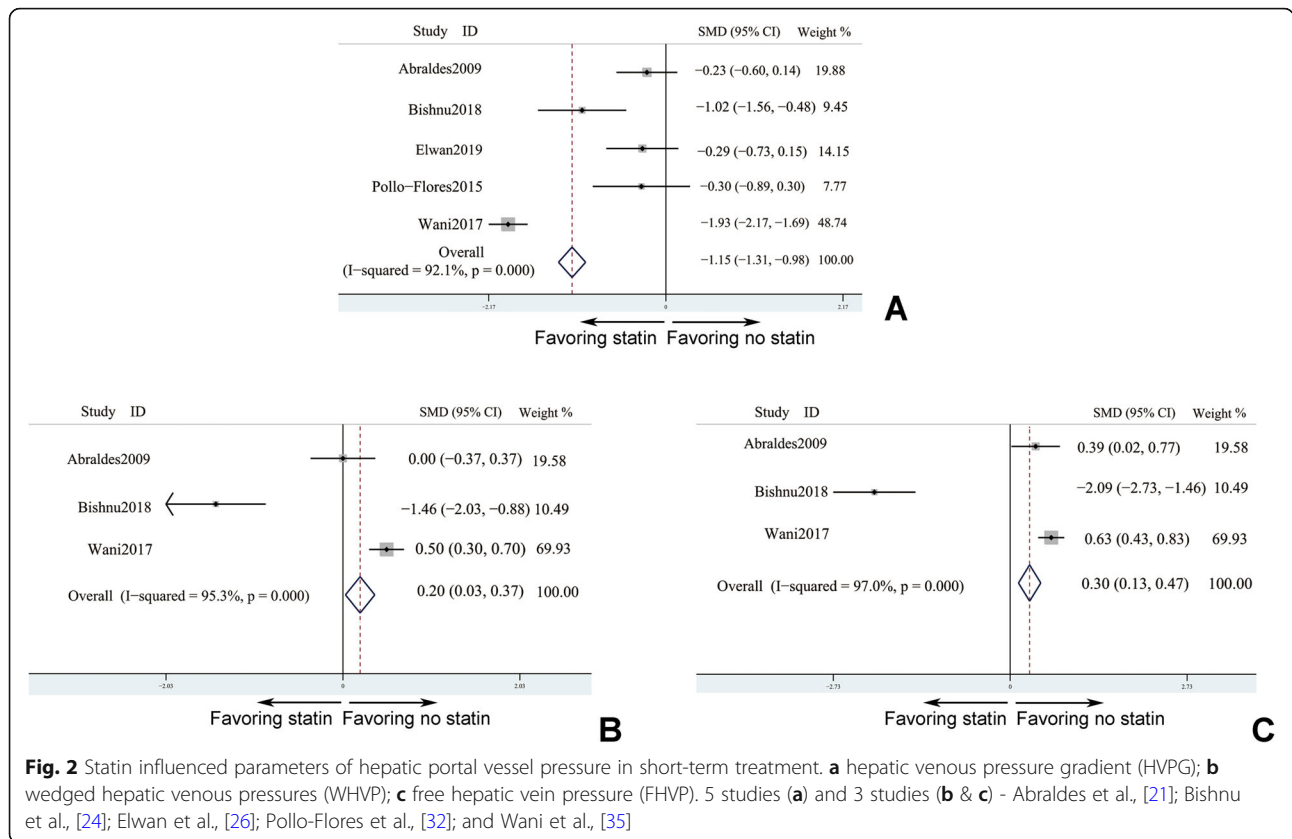 Study ID SMD (95% CI) Weight %
Abraldes2009 −0.23 (−0.60, 0.14) 19.88
Bishnu2018 −1.02 (−1.56, −0.48) 9.45
Elwan2019 −0.29 (−0.73, 0.15) 14.15
Pollo−Flores2015 −0.30 (−0.89, 0.30) 7.77
Wani2017 −1.93 (−2.17, −1.69) 48.74
Overall
(I−squared = 92.1%, p = 0.000) −1.15 (−1.31, −0.98) 100.00
−2.17 0 2.17
Favoring statin Favoring no statin
A
Study ID SMD (95% CI) Weight %
Abraldes2009 0.00 (−0.37, 0.37) 19.58
Bishnu2018 −1.46 (−2.03, −0.88) 10.49
Wani2017 0.50 (0.30, 0.70) 69.93
Overall (I−squared = 95.3%, p = 0.000) 0.20 (0.03, 0.37) 100.00
−2.03 0 2.03
Favoring statin Favoring no statin
B
Study ID SMD (95% CI) Weight %
Abraldes2009 0.39 (0.02, 0.77) 19.58
Bishnu2018 −2.09 (−2.73, −1.46) 10.49
Wani2017 0.63 (0.43, 0.83) 69.93
Overall (I−squared = 97.0%, p = 0.000) 0.30 (0.13, 0.47) 100.00
−2.73 0 2.73
Favoring statin Favoring no statin
C
Fig. 2 Statin influenced parameters of hepatic portal vessel pressure in short-term treatment. a hepatic venous pressure gradient (HVPG); b
wedged hepatic venous pressures (WHVP); c free hepatic vein pressure (FHVP). 5 studies (a) and 3 studies (b & c) - Abraldes et al., [21]; Bishnu
et al., [24]; Elwan et al., [26]; Pollo-Flores et al., [32]; and Wani et al., [35]